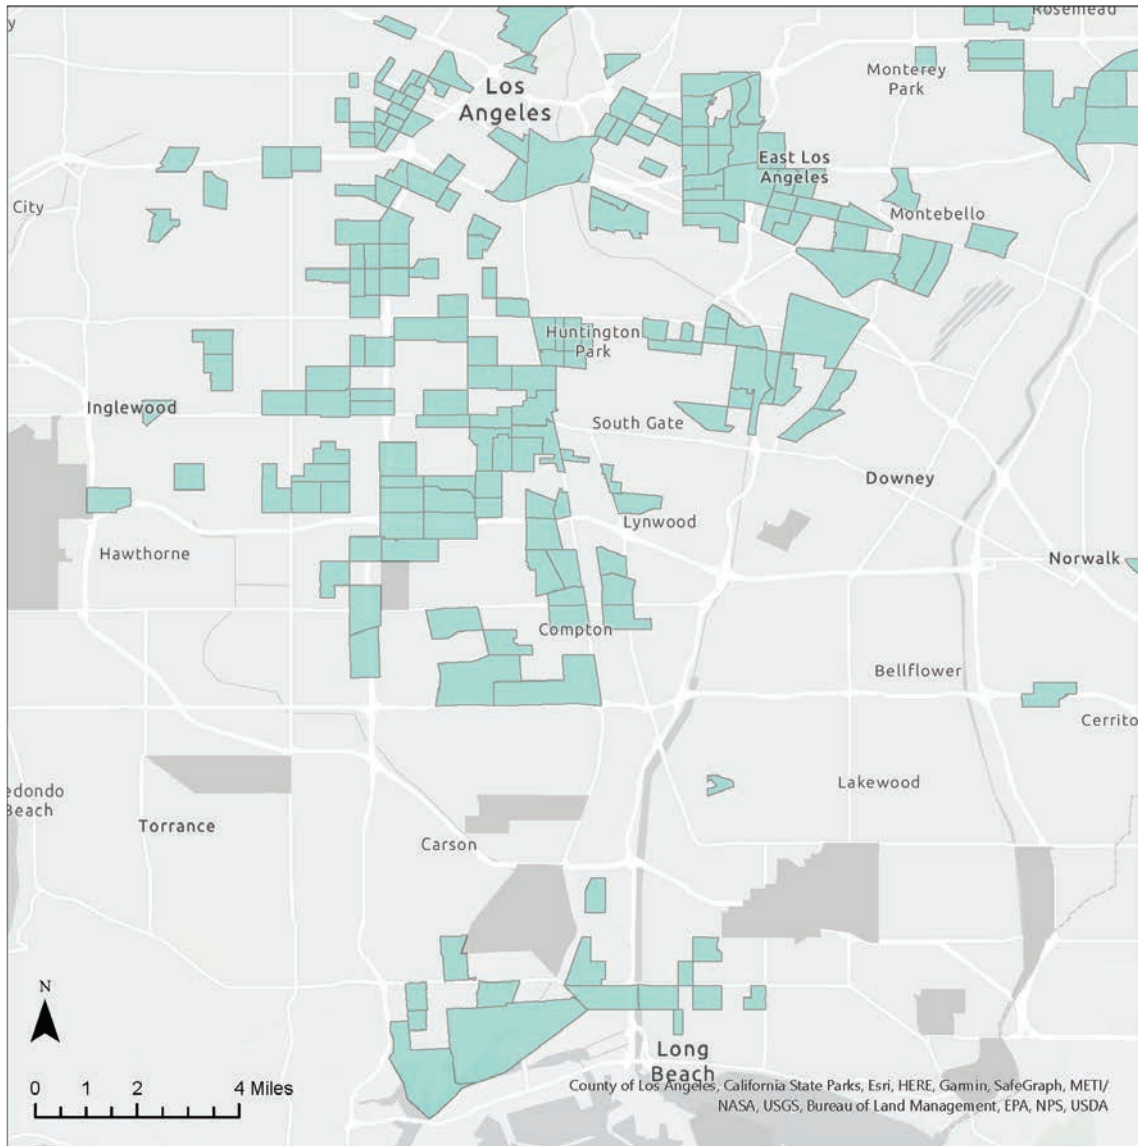 Rosemead
y
Los
Angeles
Monterey
Park
East Los
Angeles
City
Montebello
Huntington
Park
Inglewood
South Gate
Downey
Lynwood
Hawthorne
Norwalk
Compton
Bellflower
Cerrito
edondo
Beach
Lakewood
Torrance
Carson
N
Long
Beach
0 1 2 4 Miles
County of Los Angeles, California State Parks, Esri, HERE, Garmin, SafeGraph, METI/
NASA, USGS, Bureau of Land Management, EPA, NPS, USDA